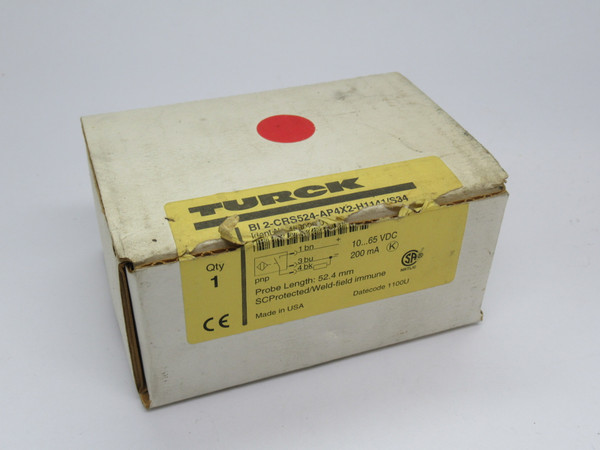 TURCK
BI 2-CRS524-AP4X2-H1141/S34
Qty
1
1 bn
3 bu
4 bk
+
-
pnp
10...65 VDC
200 mA K
SA
Probe Length: 52.4 mm
SCProtected/Weld-field immune
Made in USA
Datecode 1100U
CE